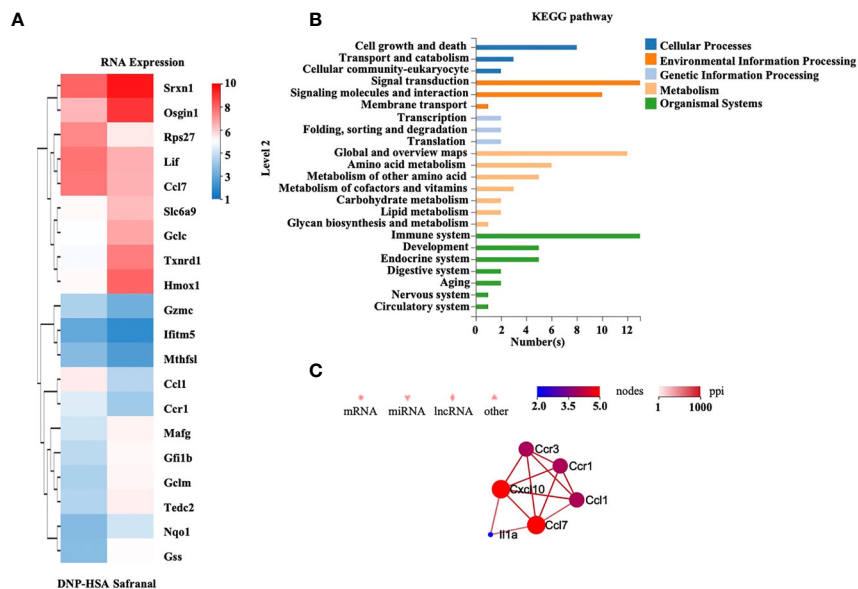 A
RNA Expression
Srxn1
Osgin1
Rps27
Lif
Ccl7
Slc6a9
Gclc
Txnrd1
Hmox1
Gzmc
Ifitm5
Mthfsl
Ccl1
Ccr1
Mafg
Gfi1b
Gclm
Tedc2
Nqo1
Gss
DNP-HSA Safranal
10
8
6
5
3
1
B
KEGG pathway
Level 2
Cell growth and death
Transport and catabolism
Cellular community-eukaryocte
Signal transduction
Signaling molecules and interaction
Membrane transport
Transcription
Folding, sorting and degradation
Translation
Global and overview maps
Amino acid metabolism
Metabolism of other amino acid
Metabolism of cofactors and vitamins
Carbohydrate metabolism
Lipid metabolism
Glycan biosynthesis and metabolism
Immune system
Development
Endocrine system
Digestive system
Aging
Nervous system
Circulatory system
0 2 4 6 8 10 12
Number(s)
Cellular Processes
Environmental Information Processing
Genetic Information Processing
Metabolism
Organismal Systems
C
mRNA miRNA lncRNA other
nodes
2.0 3.5 5.0
ppi
1 1000
Ccr3
Ccr1
Cxcl10
Ccl1
Ccl7
Il1a